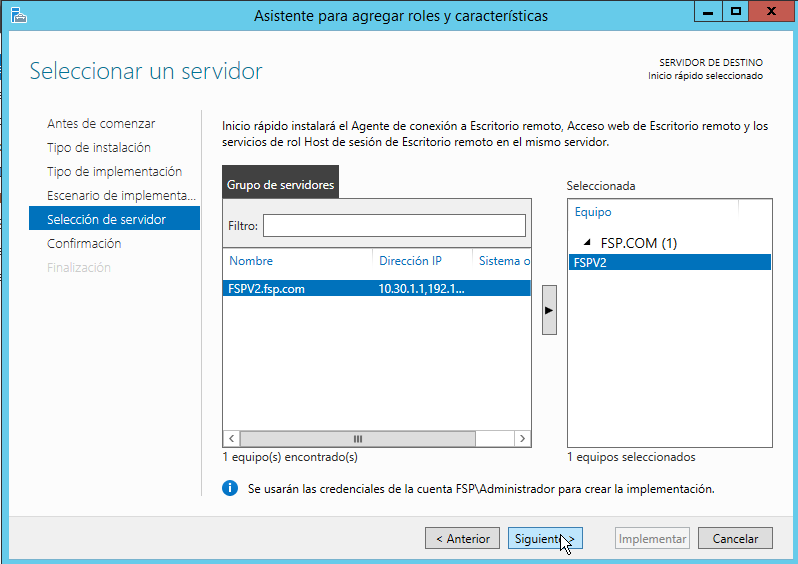 Asistente para agregar roles y características
Seleccionar un servidor
SERVIDOR DE DESTINO
Inicio rápido seleccionado
Antes de comenzar
Tipo de instalación
Tipo de implementación
Escenario de implementa...
Selección de servidor
Confirmación
Finalización
Inicio rápido instalará el Agente de conexión a Escritorio remoto, Acceso web de Escritorio remoto y los
servicios de rol Host de sesión de Escritorio remoto en el mismo servidor.
Grupo de servidores
Filtro:
Nombre Dirección IP Sistema o
FSPV2.fsp.com 10.30.1.1,192.1...
1 equipo(s) encontrado(s)
Seleccionada
Equipo
FSP.COM (1)
FSPV2
1 equipos seleccionados
Se usarán las credenciales de la cuenta FSP\Administrador para crear la implementación.
< Anterior
Siguiente >
Implementar
Cancelar